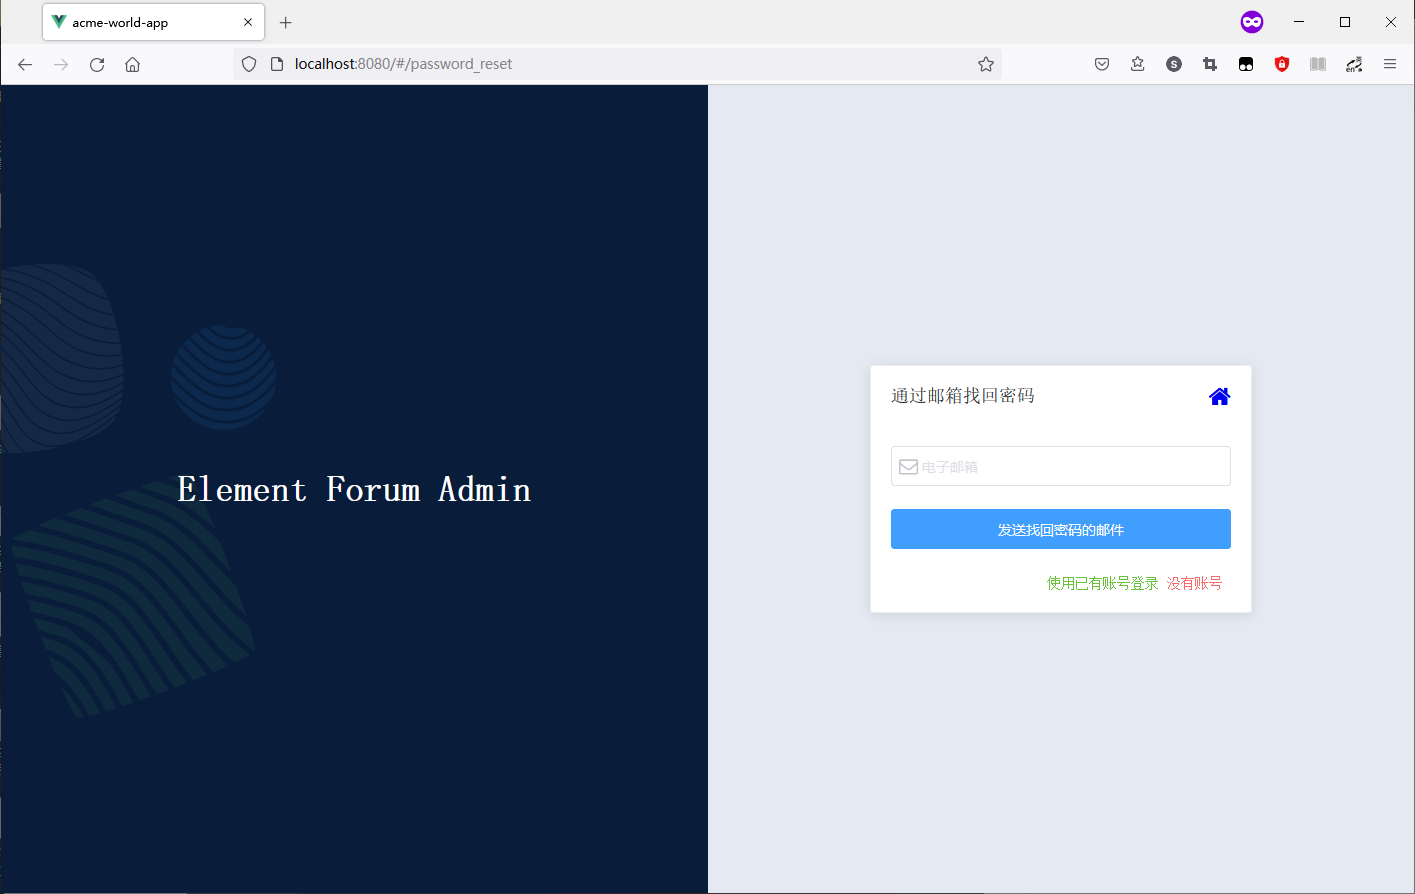 acme-world-app
localhost:8080/#/password_reset
Element Forum Admin
通过邮箱找回密码
电子邮箱
发送找回密码的邮件
使用已有账号登录 没有账号